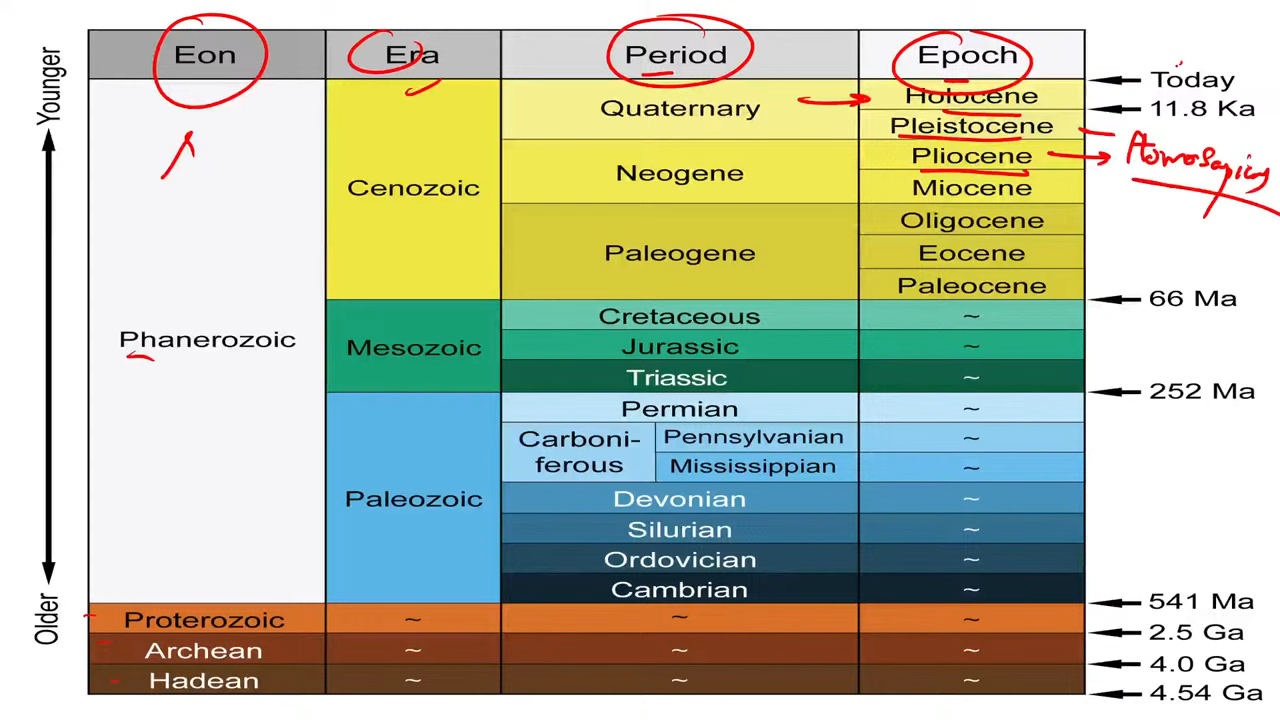 Eon Era Period Epoch
Younger
Today
Quaternary Holocene
11.8 Ka
Pleistocene
Homosapiens
Neogene Pliocene
Cenozoic Miocene
Paleogene Oligocene
Eocene
Paleocene
66 Ma
Cretaceous ~
Phanerozoic Mesozoic Jurassic ~
Triassic ~
252 Ma
Permian ~
Carboni-
ferous
Pennsylvanian ~
Mississippian ~
Paleozoic Devonian ~
Silurian ~
Ordovician ~
Cambrian ~
541 Ma
Older
Proterozoic ~ ~ ~
2.5 Ga
Archean ~ ~ ~
4.0 Ga
Hadean ~ ~ ~
4.54 Ga